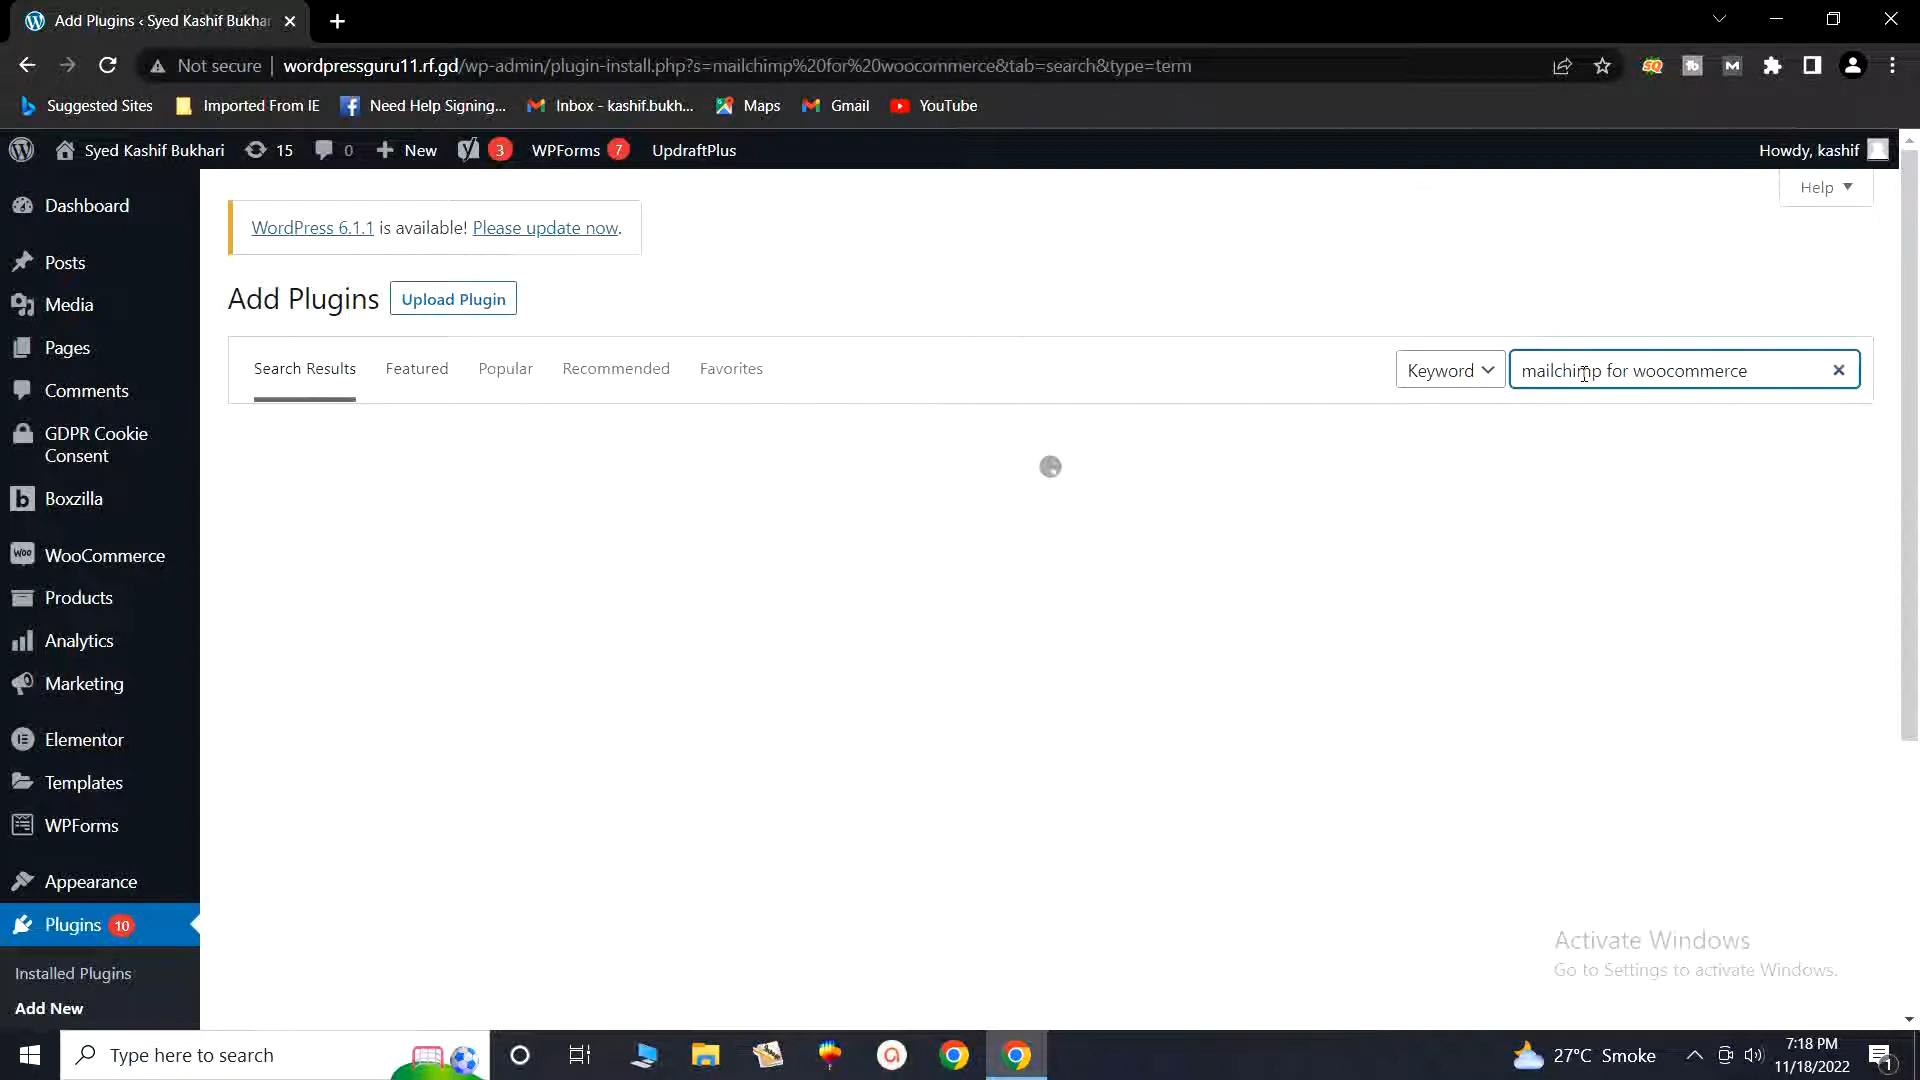 Add Plugins ‹ Syed Kashif Bukha
Not secure | wordpressguru11.rf.gd/wp-admin/plugin-install.php?s=mailchimp%20for%20woocommerce&tab=search&type=term
Suggested Sites Imported From IE Need Help Signing... Inbox - kashif.bukh... Maps Gmail YouTube
Syed Kashif Bukhari 15 0 New 3 WPForms 7 UpdraftPlus Howdy, kashif
Help
Dashboard
WordPress 6.1.1 is available! Please update now.
Posts
Add Plugins Upload Plugin
Media
Pages
Search Results Featured Popular Recommended Favorites Keyword mailchimp for woocommerce
Comments
GDPR Cookie
Consent
Boxzilla
WooCommerce
Products
Analytics
Marketing
Elementor
Templates
WPForms
Appearance
Plugins 10
Activate Windows
Go to Settings to activate Windows.
Installed Plugins
Add New
Type here to search
27°C Smoke
7:18 PM
11/18/2022
1